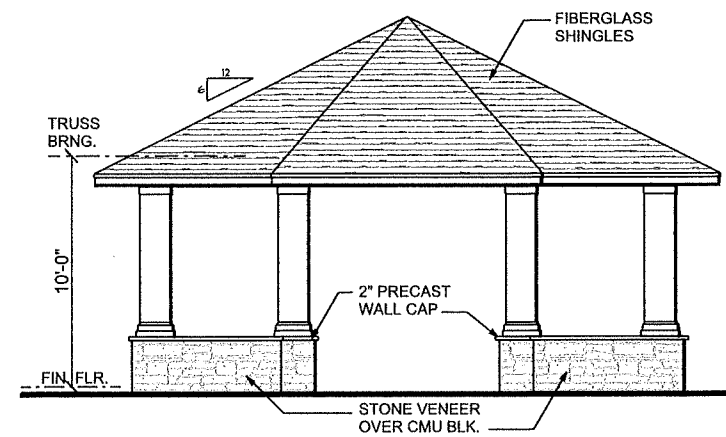 FIBERGLASS
SHINGLES
12
6
TRUSS
BRNG.
10'-0"
2" PRECAST
WALL CAP
FIN. FLR.
STONE VENEER
OVER CMU BLK.